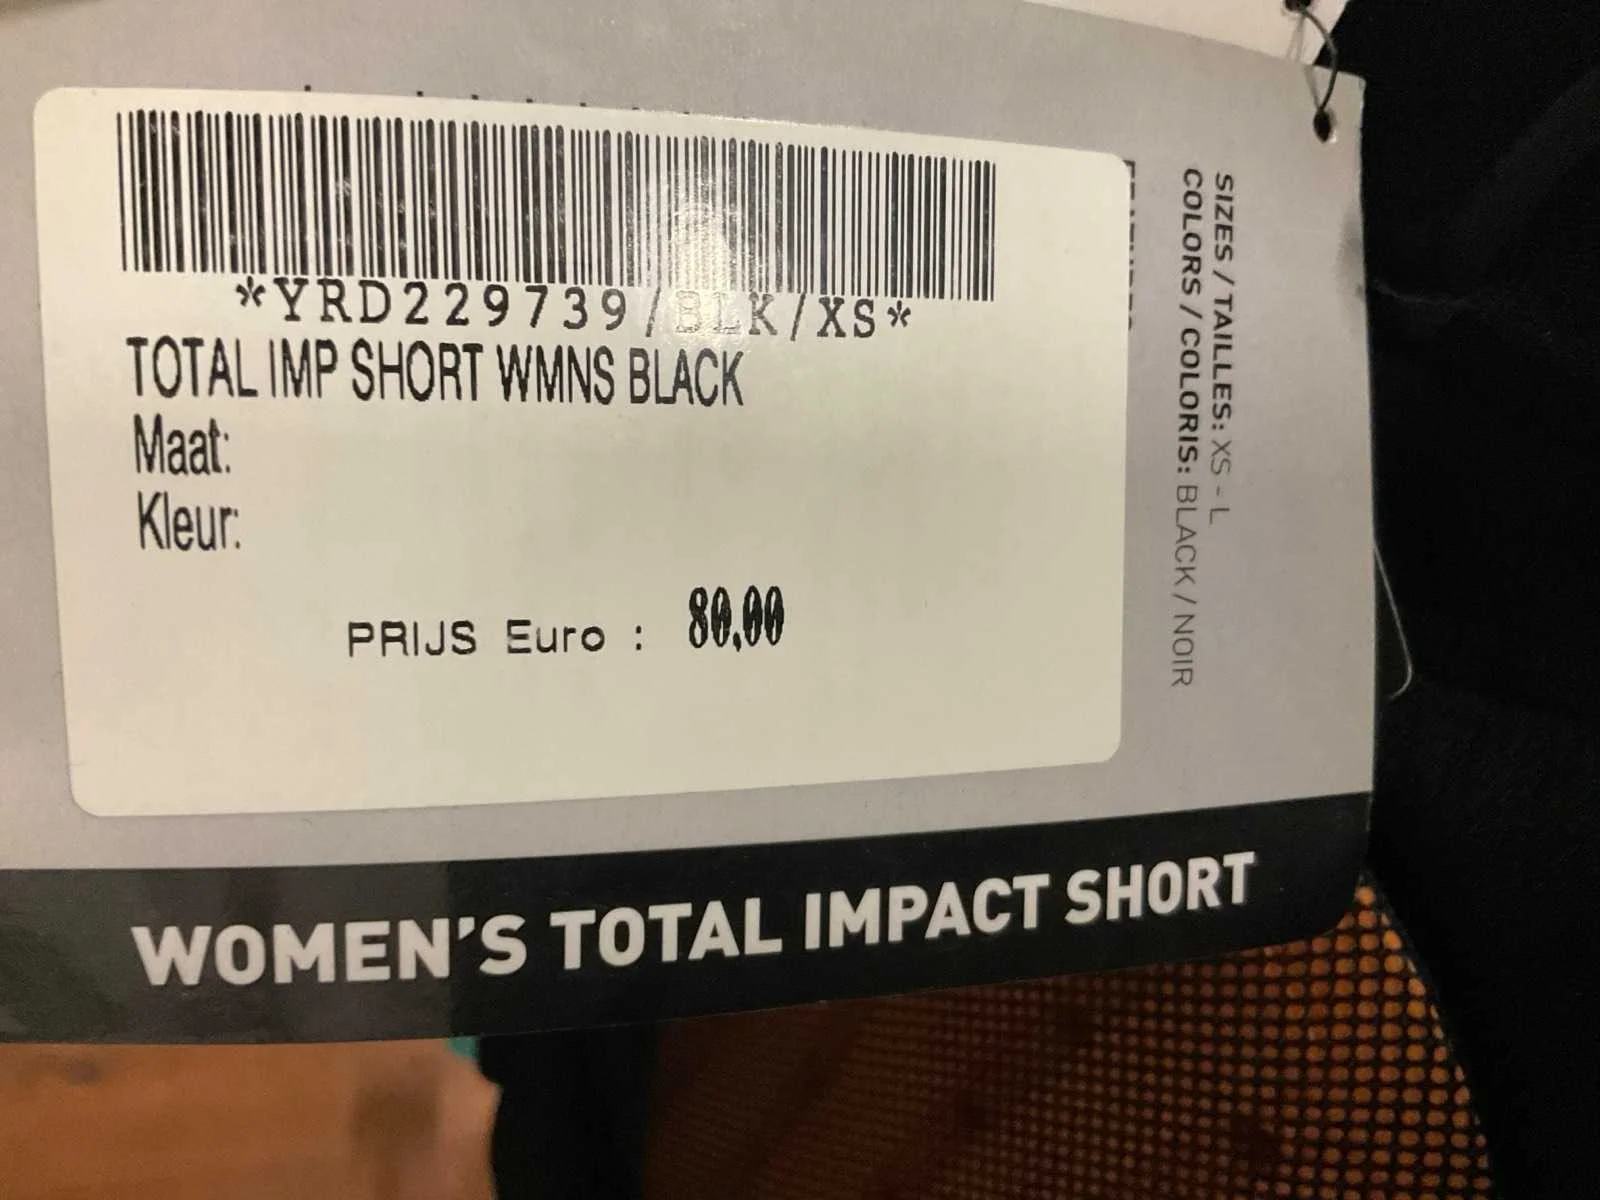 *YRD229739/BLK/XS*
TOTAL IMP SHORT WMNS BLACK
Maat:
Kleur:
PRIJS Euro : 80,00
SIZES / TAILLES: XS - L
COLORS / COLORIS: BLACK / NOIR
WOMEN'S TOTAL IMPACT SHORT